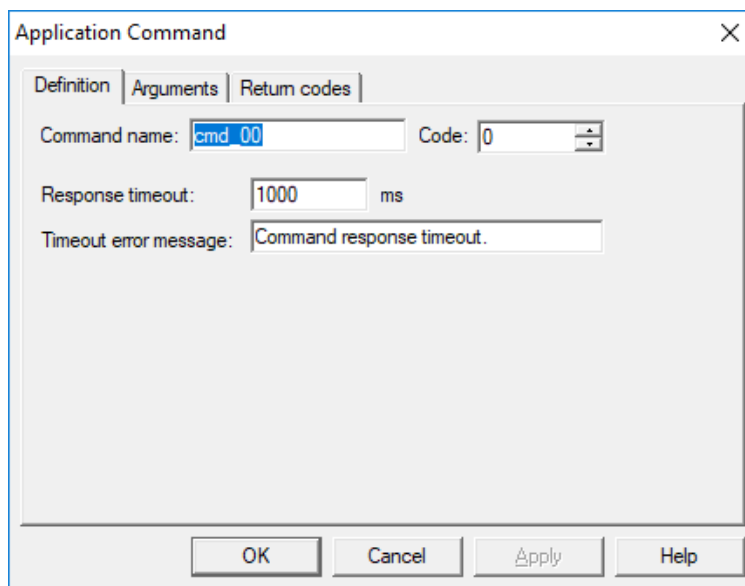 Application Command
Definition Arguments Return codes
Command name: cmd_00 Code: 0
Response timeout: 1000 ms
Timeout error message: Command response timeout.
OK Cancel Apply Help